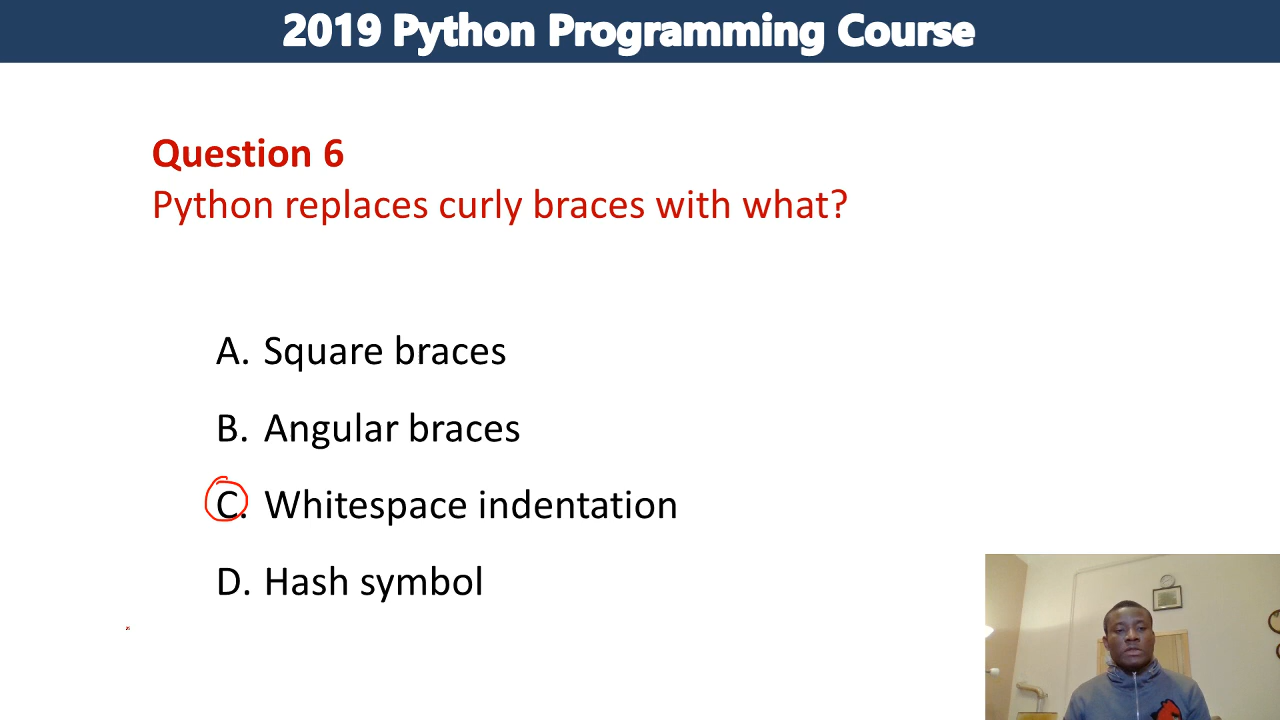 2019 Python Programming Course
Question 6
Python replaces curly braces with what?
A. Square braces
B. Angular braces
C. Whitespace indentation
D. Hash symbol